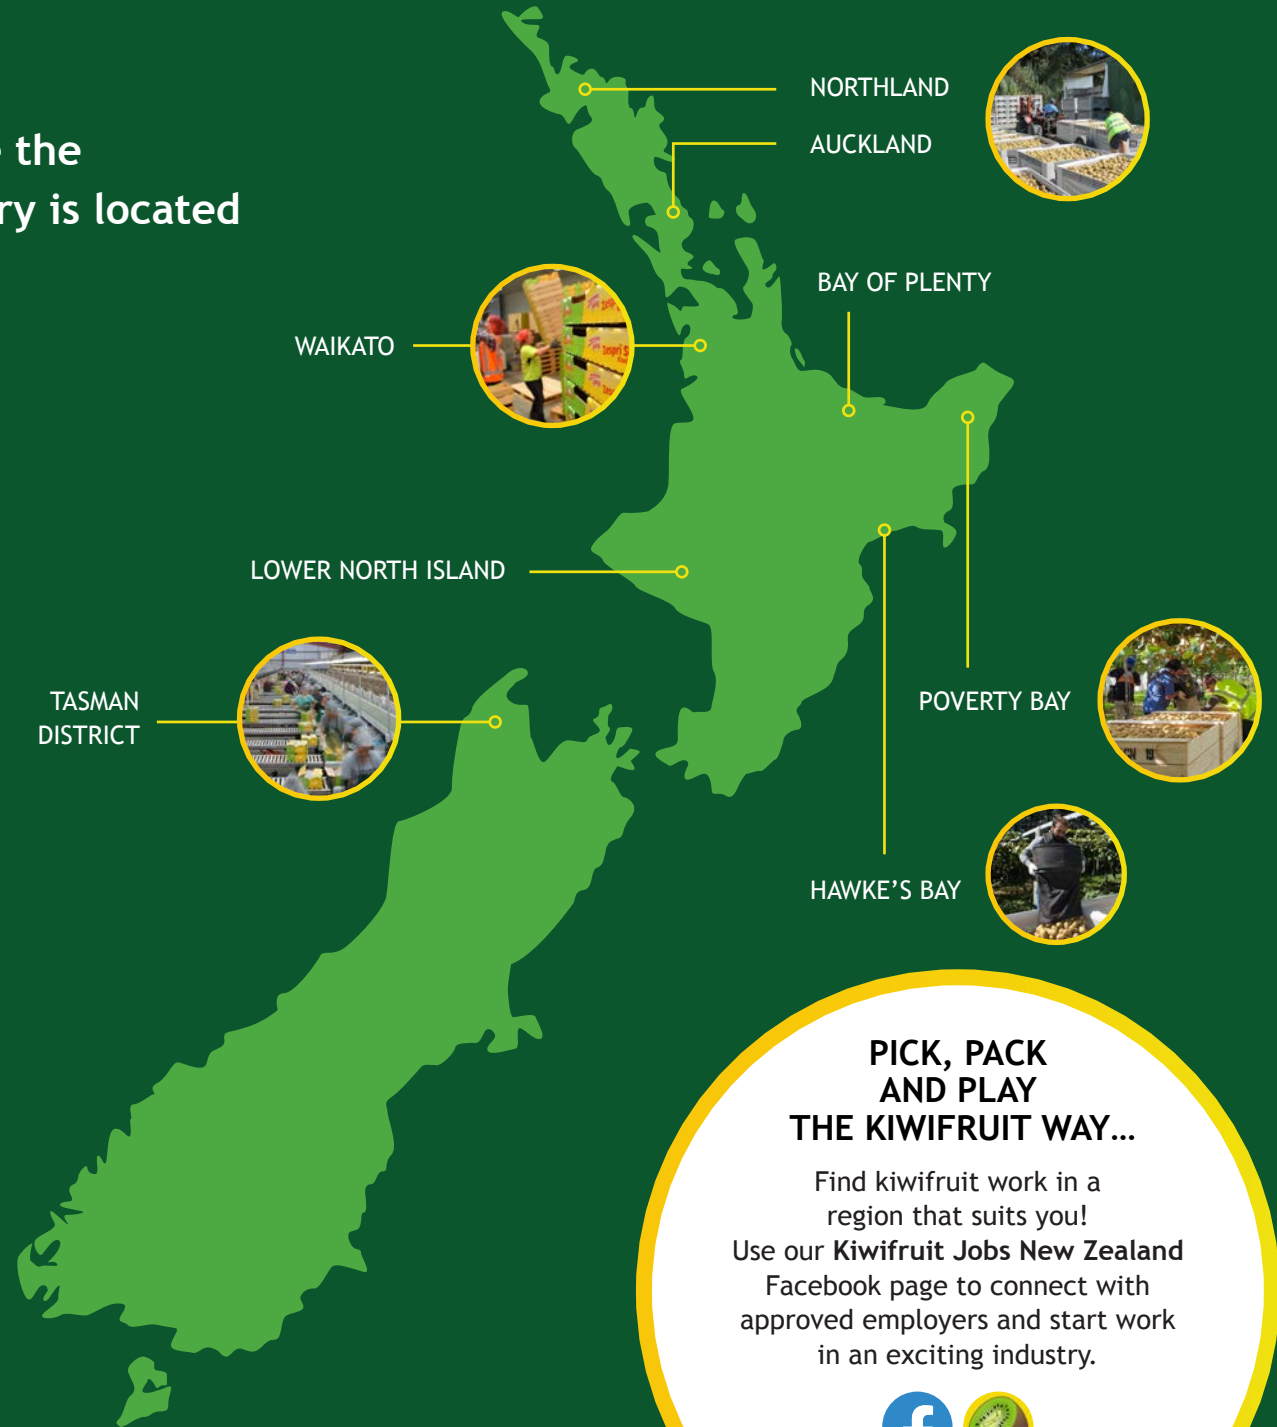 the
ry is located
NORTHLAND
AUCKLAND
BAY OF PLENTY
WAIKATO
LOWER NORTH ISLAND
TASMAN
DISTRICT
POVERTY BAY
HAWKE’S BAY
PICK, PACK
AND PLAY
THE KIWIFRUIT WAY…
Find kiwifruit work in a
region that suits you!
Use our Kiwifruit Jobs New Zealand
Facebook page to connect with
approved employers and start work
in an exciting industry.